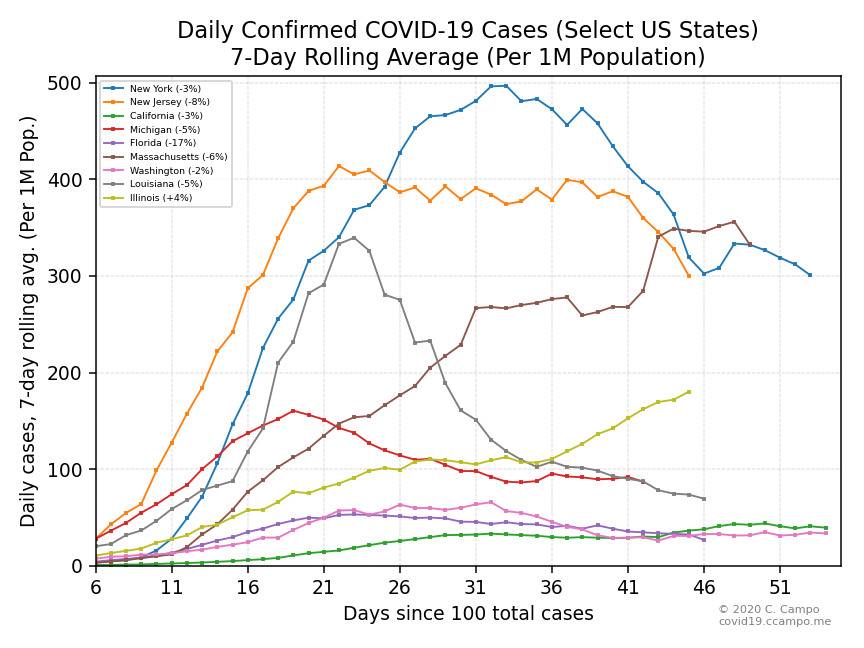 Daily Confirmed COVID-19 Cases (Select US States)
7-Day Rolling Average (Per 1M Population)
Daily cases, 7-day rolling avg. (Per 1M Pop.)
500
400
300
200
100
0
New York (-3%)
New Jersey (-8%)
California (-3%)
Michigan (-5%)
Florida (-17%)
Massachusetts (-6%)
Washington (-2%)
Louisiana (-5%)
Illinois (+4%)
6 11 16 21 26 31 36 41 46 51
Days since 100 total cases
© 2020 C. Campo
covid19.ccampo.me